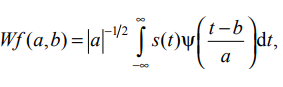 Wf(a,b)=|a|^{-1/2} ∫_{-∞}^{∞} s(t)ψ((t-b)/a)dt,